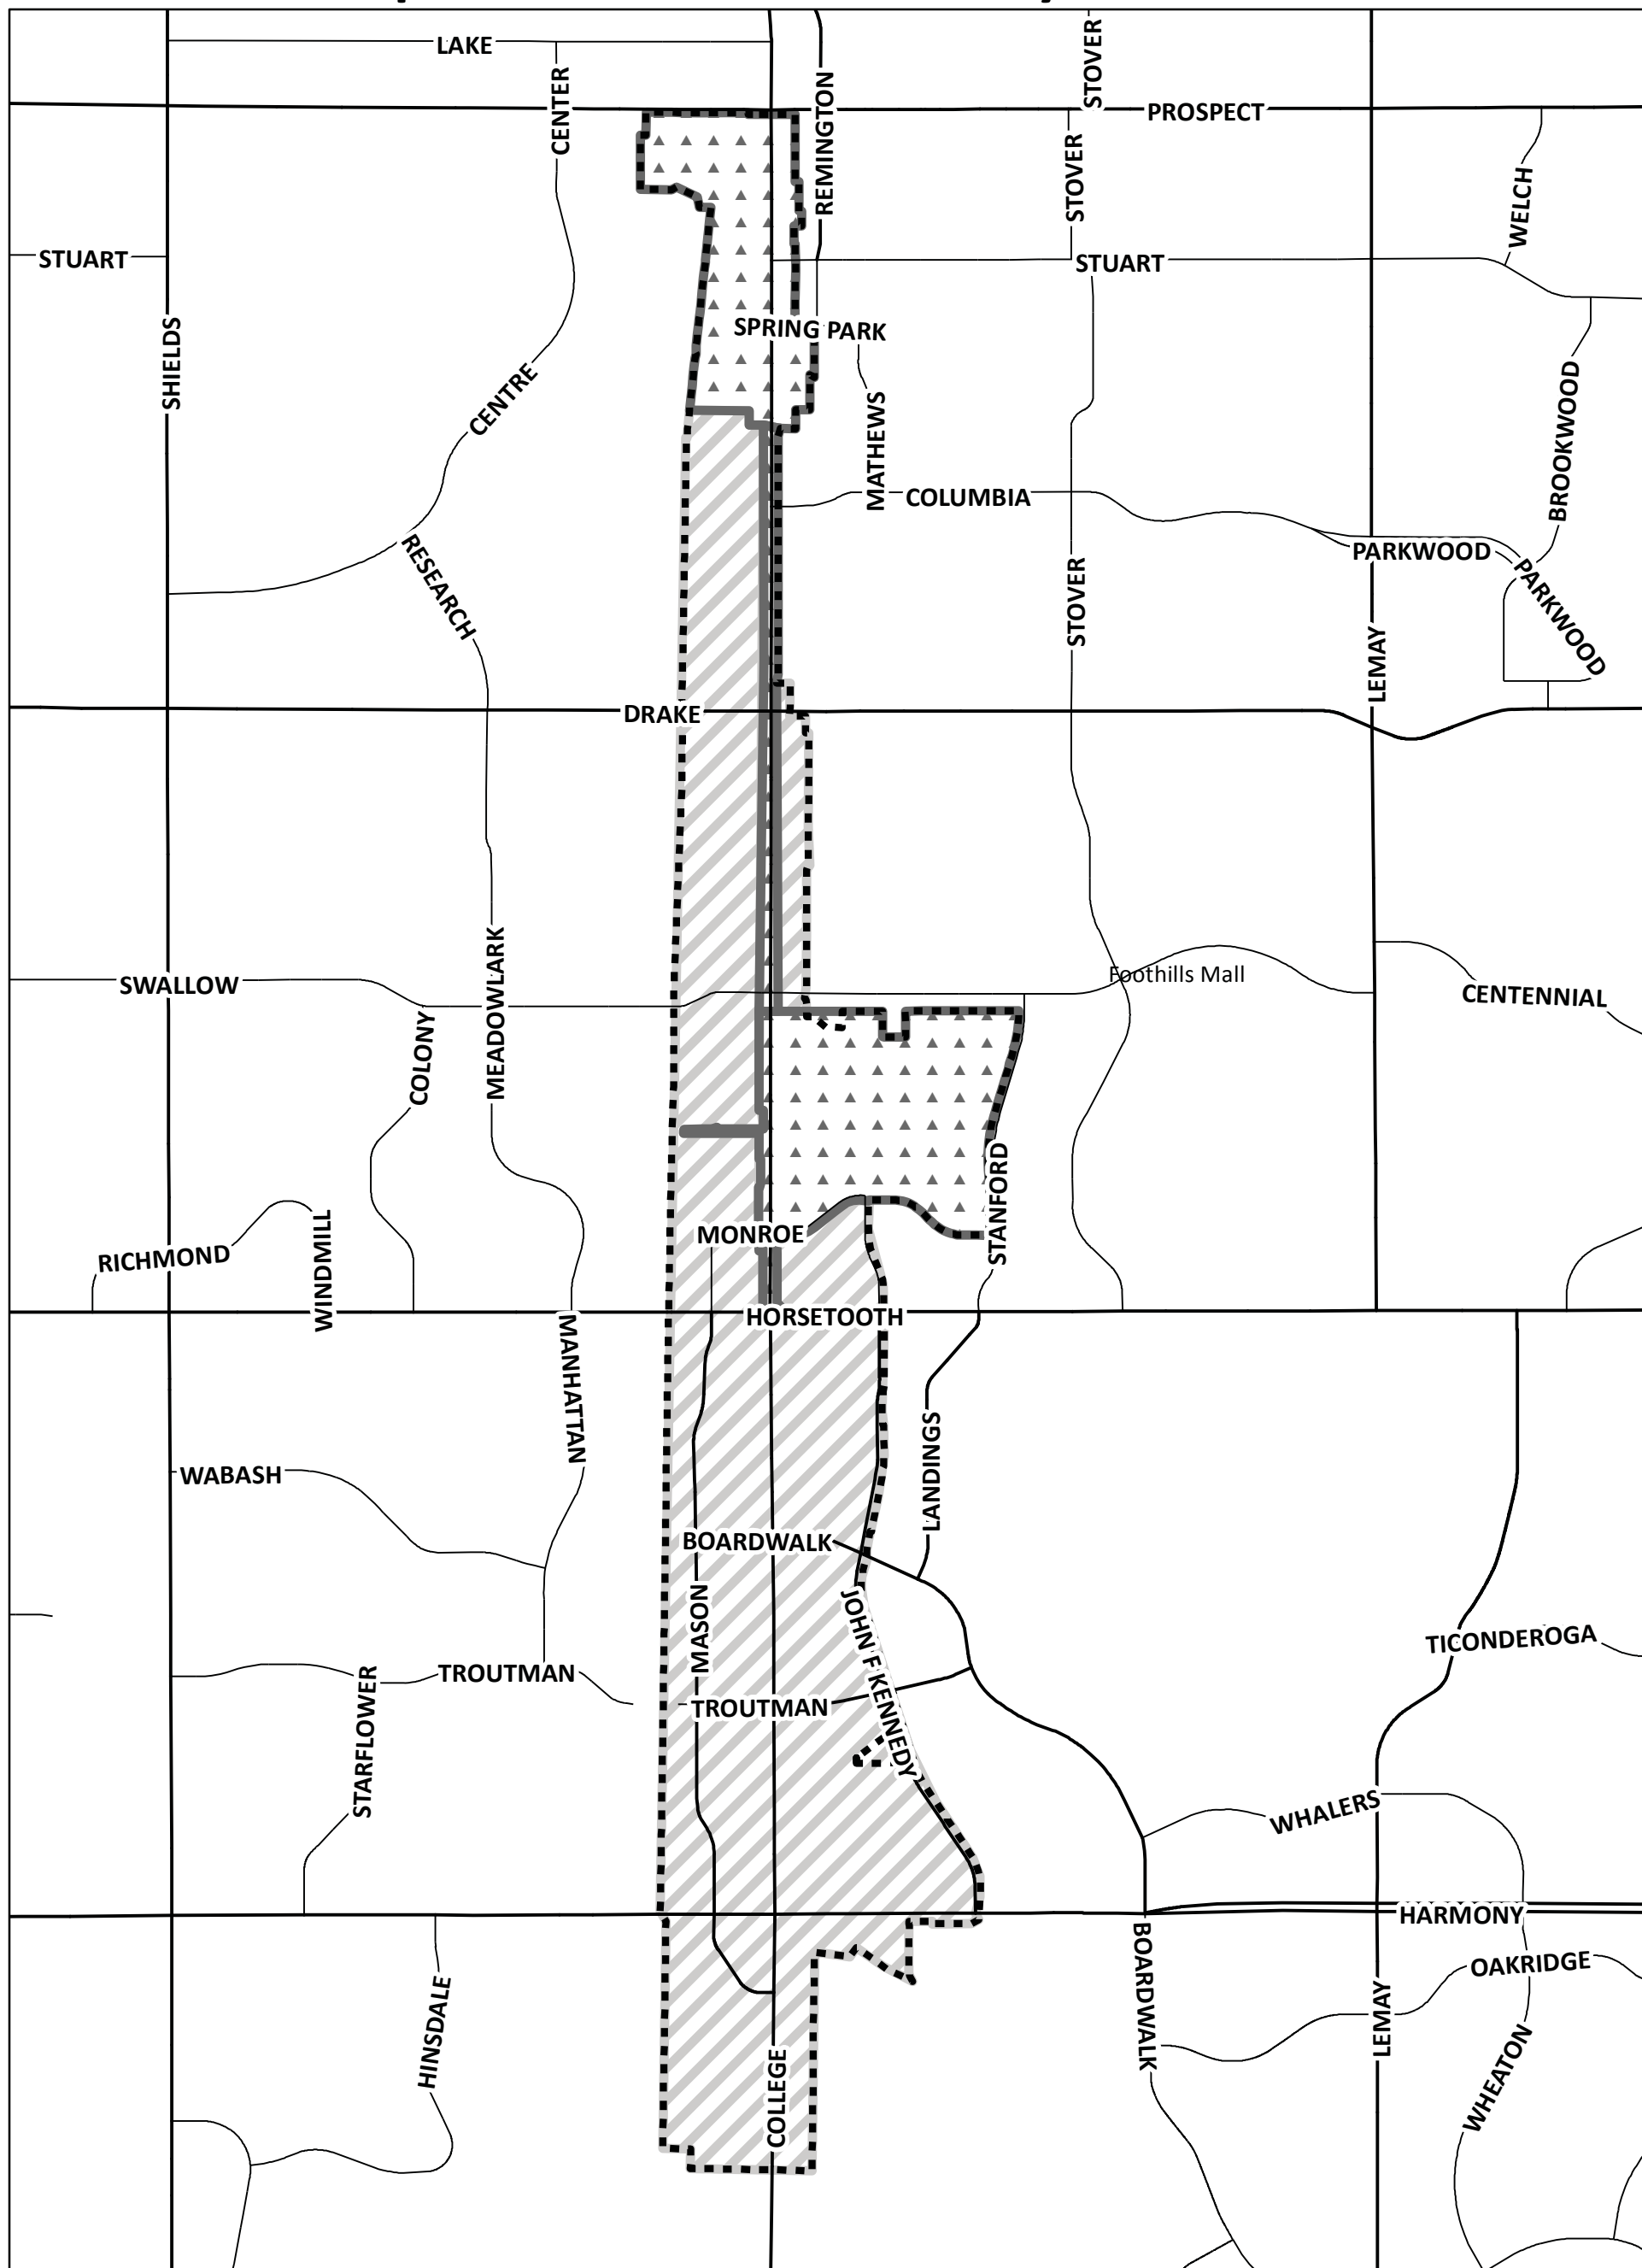 LAKE
CENTER
REMINGTON
STOVER
PROSPECT
STOVER
WELCH
STUART
STUART
SHIELDS
SPRING PARK
CENTRE
MATHEWS
BROOKWOOD
COLUMBIA
RESEARCH
PARKWOOD
PARKWOOD
STOVER
LEMAY
DRAKE
SWALLOW
MEADOWLARK
Foothills Mall
CENTENNIAL
COLONY
STANFORD
MONROE
RICHMOND
WINDMILL
HORSETOOTH
MANHATTAN
WABASH
LANDINGS
BOARDWALK
MASON
JOHN F KENNEDY
TICONDEROGA
TROUTMAN
TROUTMAN
STARFLOWER
WHALERS
HARMONY
BOARDWALK
OAKRIDGE
HINSDALE
LEMAY
COLLEGE
WHEATON